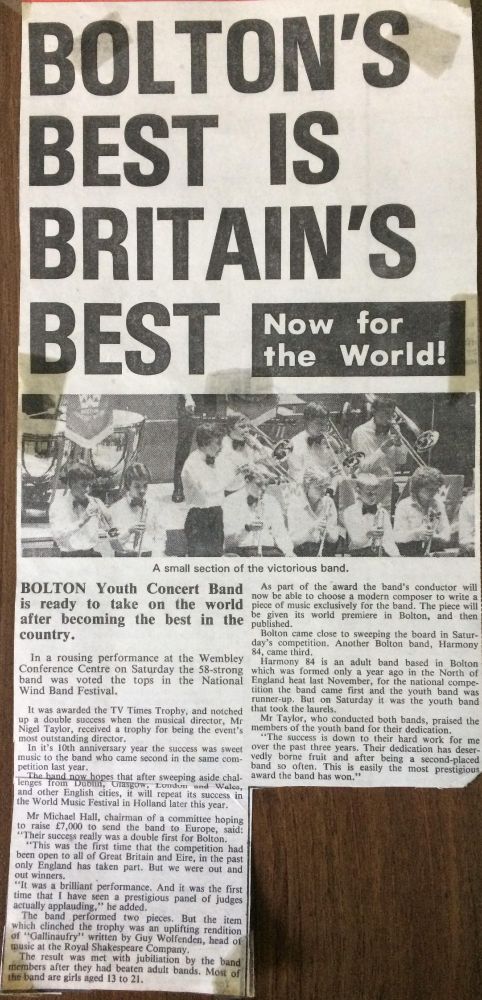 BOLTON'S
BEST IS
BRITAIN'S
BEST
Now for
the World!
A small section of the victorious band.
BOLTON Youth Concert Band
is ready to take on the world
after becoming the best in the
country.
In a rousing performance at the Wembley
Conference Centre on Saturday the 58-strong
band was voted the tops in the National
Wind Band Festival.
It was awarded the TV Times Trophy, and notched
up a double success when the musical director, Mr
Nigel Taylor, received a trophy for being the event's
most outstanding director.
In it's 10th anniversary year the success was sweet
music to the band who came second in the same com-
petition last year.
The band now hopes that after sweeping aside chal-
lenges from Dublin, Glasgow, London and Wales,
and other English cities, it will repeat its success in
the World Music Festival in Holland later this year.
Mr Michael Hall, chairman of a committee hoping
to raise £7,000 to send the band to Europe, said:
"Their success really was a double first for Bolton.
"This was the first time that the competition had
been open to all of Great Britain and Eire, in the past
only England has taken part. But we were out and
out winners.
"It was a brilliant performance. And it was the first
time that I have seen a prestigious panel of judges
actually applauding," he added.
The band performed two pieces. But the item
which clinched the trophy was an uplifting rendition
of "Gallinaufry" written by Guy Wolfenden, head of
music at the Royal Shakespeare Company.
The result was met with jubiliation by the band
members after they had beaten adult bands. Most of
the band are girls aged 13 to 21.
As part of the award the band's conductor will
now be able to choose a modern composer to write a
piece of music exclusively for the band. The piece will
be given its world premiere in Bolton, and then
published.
Bolton came close to sweeping the board in Satur-
day's competition. Another Bolton band, Harmony
84, came third.
Harmony 84 is an adult band based in Bolton
which was formed only a year ago in the North of
England heat last November, for the national compe-
tition the band came first and the youth band was
runner-up. But on Saturday it was the youth band
that took the laurels.
Mr Taylor, who conducted both bands, praised the
members of the youth band for their dedication.
"The success is down to their hard work for me
over the past three years. Their dedication has deser-
vedly borne fruit and after being a second-placed
band so often. This is easily the most prestigious
award the band has won."